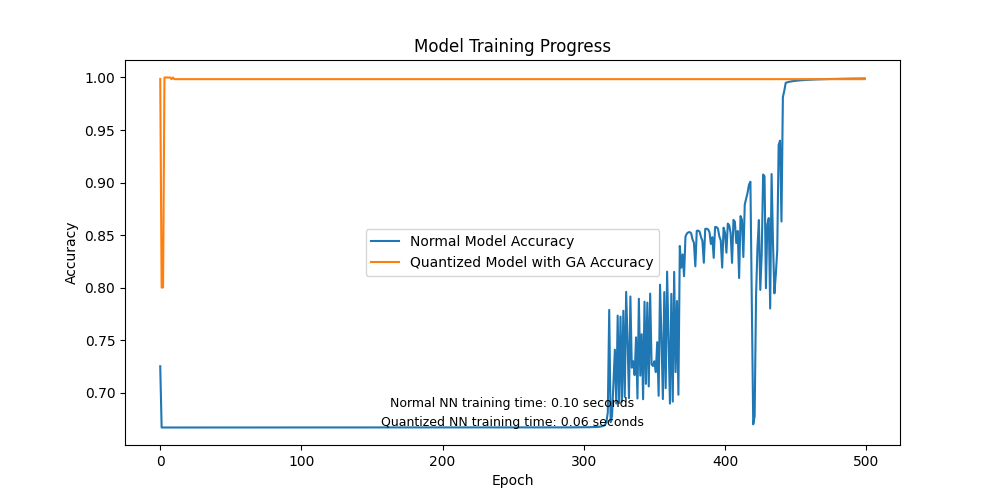 Model Training Progress
1.00
0.95
0.90
0.85
0.80
0.75
0.70
Accuracy
Normal Model Accuracy
Quantized Model with GA Accuracy
Normal NN training time: 0.10 seconds
Quantized NN training time: 0.06 seconds
0 100 200 300 400 500
Epoch